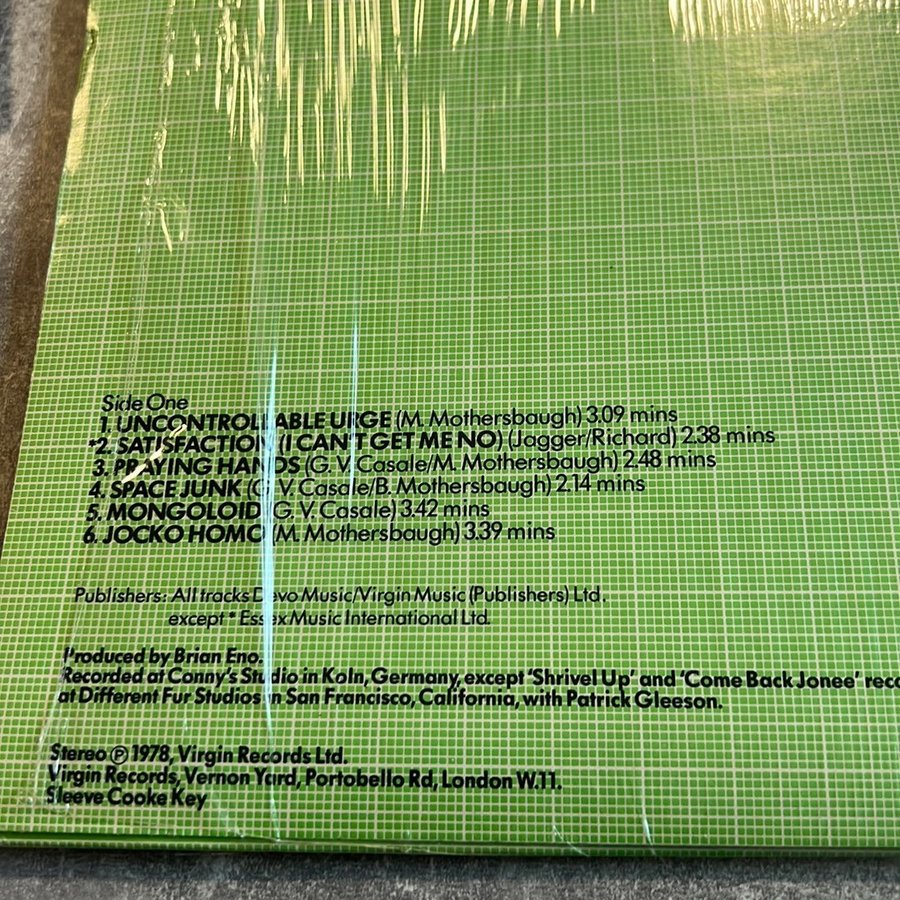 Side One
1. UNCONTROLLABLE URGE (M. Mothersbaugh) 3.09 mins
*2. SATISFACTION (I CAN'T GET ME NO) (Jagger/Richard) 2.38 mins
3. PRAYING HANDS (G. V. Casale/M. Mothersbaugh) 2.48 mins
4. SPACE JUNK (G. V. Casale/B. Mothersbaugh) 2.14 mins
5. MONGOLOID (G. V. Casale) 3.42 mins
6. JOCKO HOMO (M. Mothersbaugh) 3.39 mins
Publishers: All tracks Devo Music/Virgin Music (Publishers) Ltd.
except * Essex Music International Ltd.
Produced by Brian Eno.
Recorded at Conny's Studio in Koln, Germany, except 'Shrivel Up' and 'Come Back Jonee'
at Different Fur Studios in San Francisco, California, with Patrick Gleeson.
Stereo ℗ 1978, Virgin Records Ltd.
Virgin Records, Vernon Yard, Portobello Rd, London W.11.
Sleeve Cooke Key